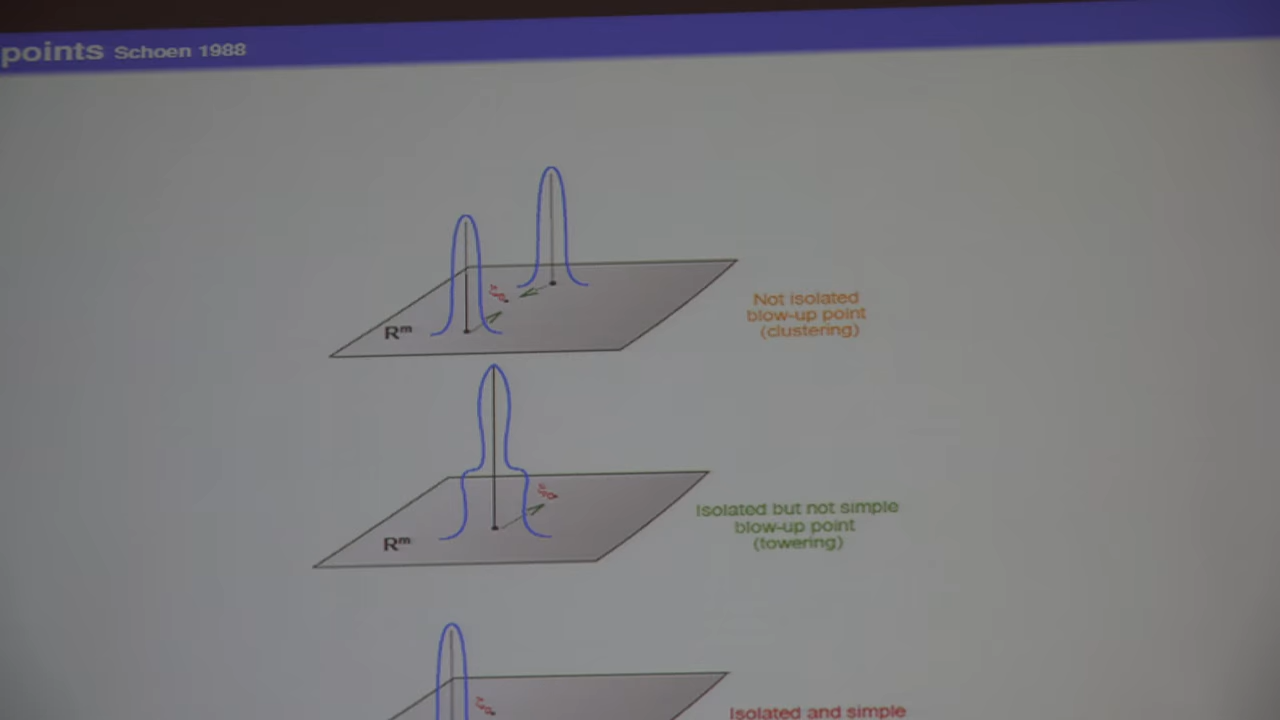 points Schoen 1988
Not isolated
blow-up point
(clustering)
Rᵐ
Isolated but not simple
blow-up point
(towering)
Rᵐ
Isolated and simple